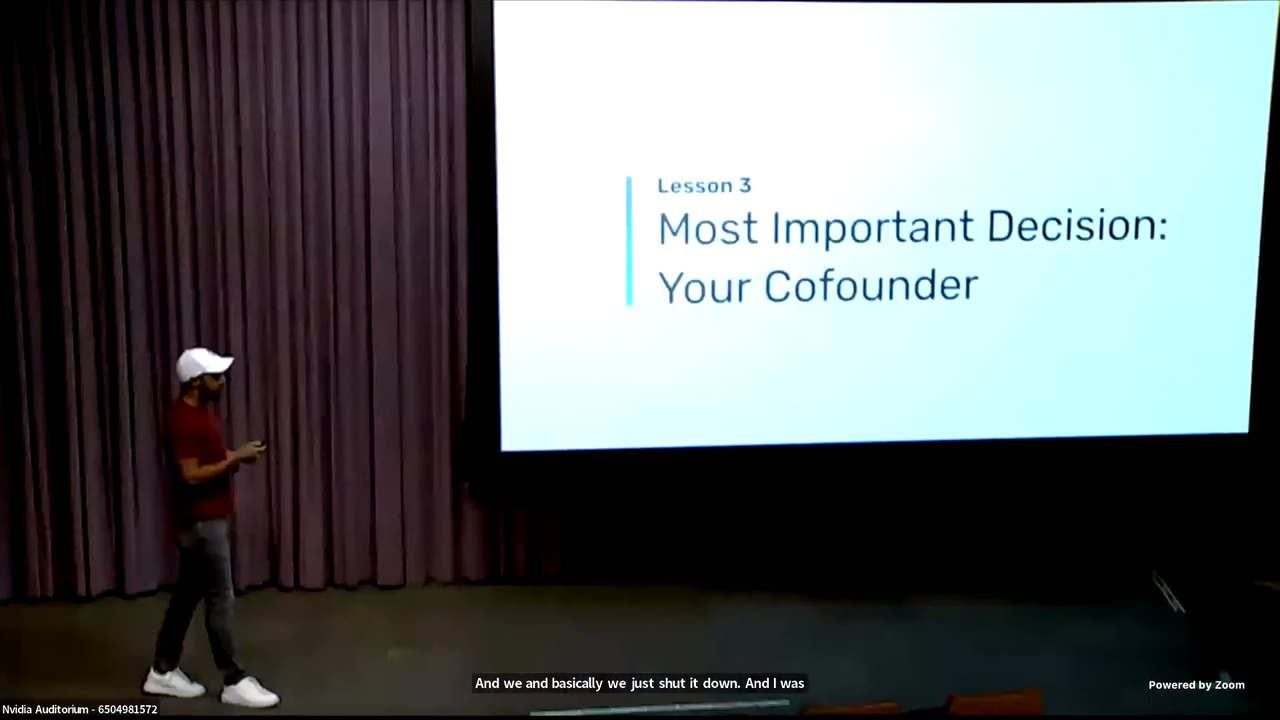 Lesson 3
Most Important Decision:
Your Cofounder
And we and basically we just shut it down. And I was
Powered by Zoom
Nvidia Auditorium - 6504981572